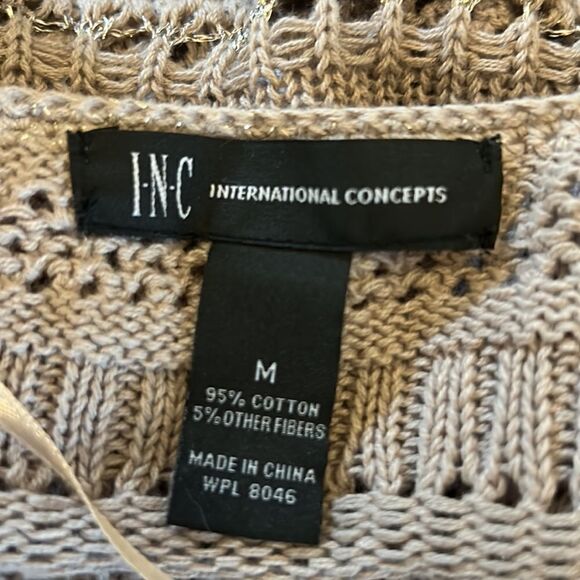 I·N·C INTERNATIONAL CONCEPTS
M
95% COTTON
5% OTHER FIBERS
MADE IN CHINA
WPL 8046